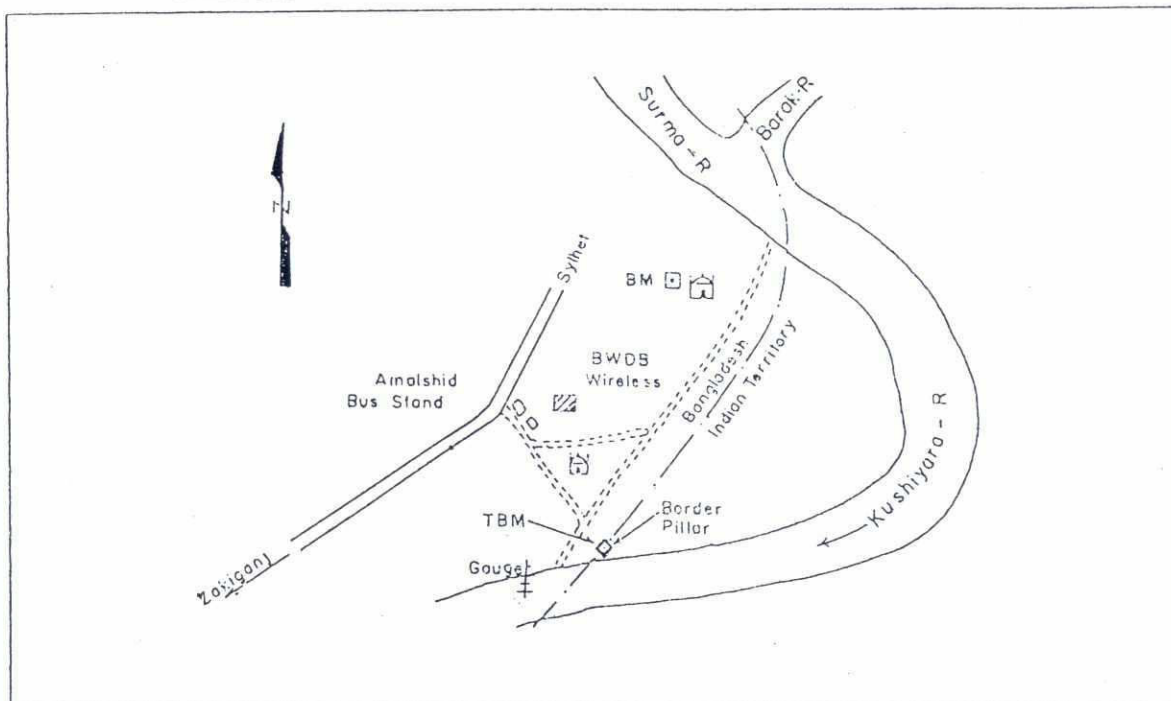 Surma - R
Barak-R
N
Sylhet
BM
BWDB
Wireless
Bangladesh
Indian Territory
Amalshid
Bus Stand
Kushiyara - R
TBM
Border
Pillar
Gauge
Zakiganj